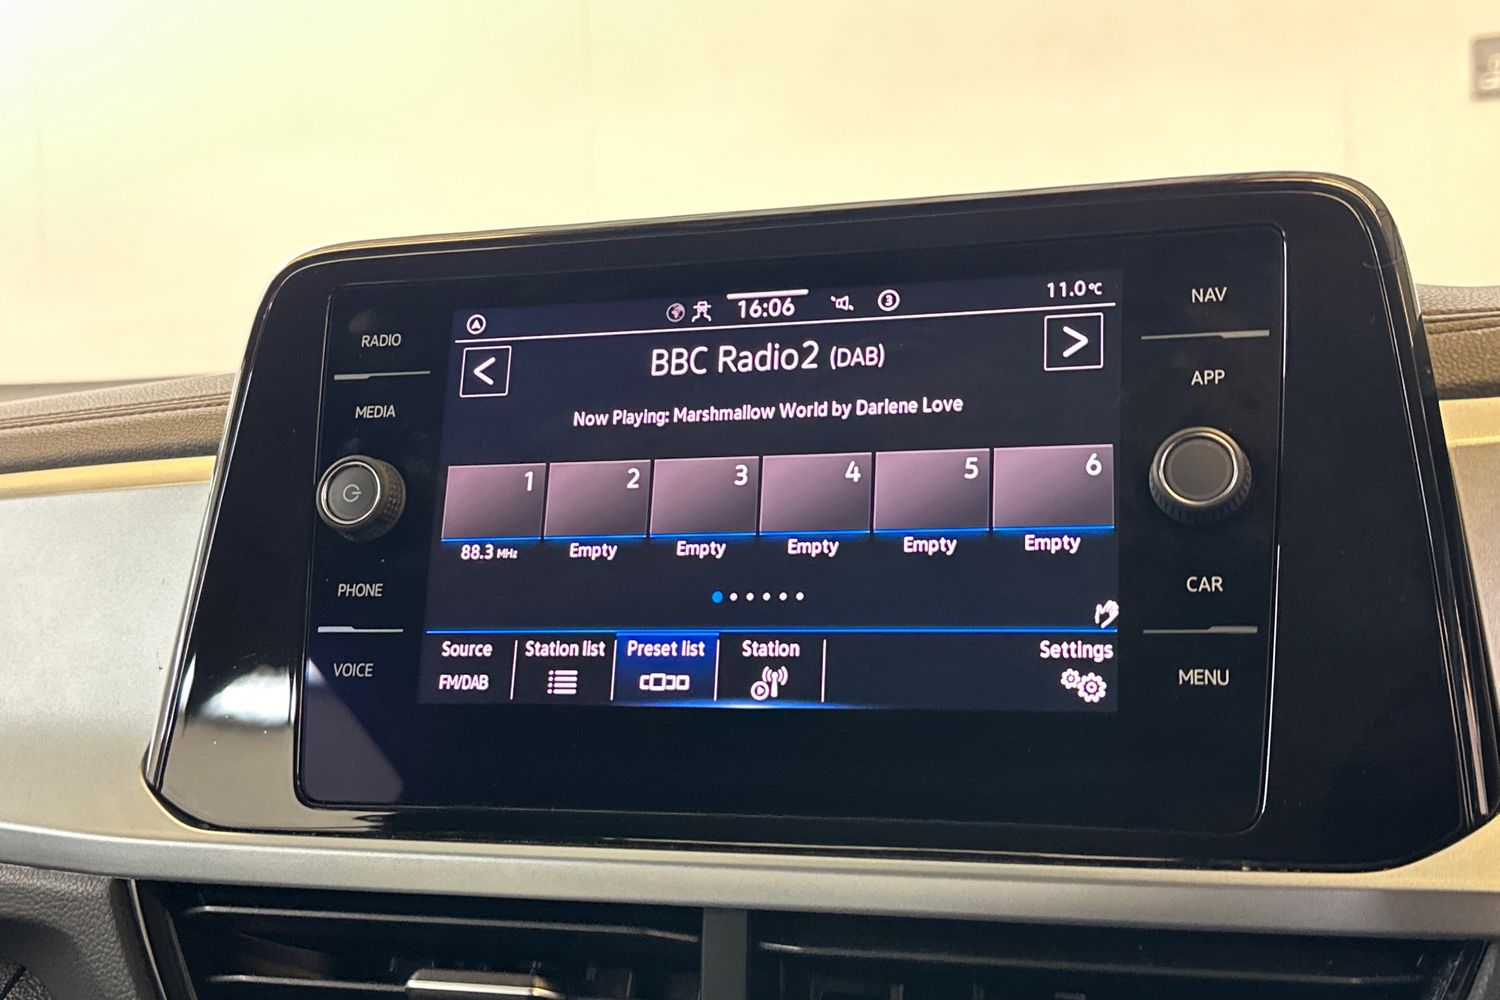 16:06
3
11.0℃
RADIO
MEDIA
PHONE
VOICE
< BBC Radio2 (DAB) >
Now Playing: Marshmallow World by Darlene Love
1 2 3 4 5 6
88.3 MHz Empty Empty Empty Empty Empty
Source Station list Preset list Station Settings
FM/DAB
NAV
APP
CAR
MENU